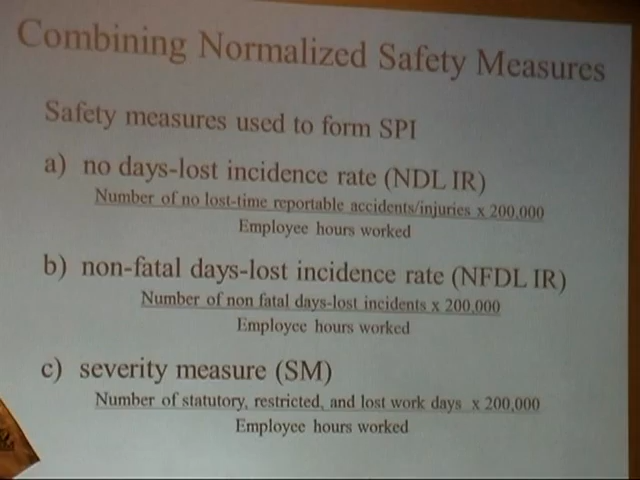 Combining Normalized Safety Measures
Safety measures used to form SPI
a) no days-lost incidence rate (NDL IR)
Number of no lost-time reportable accidents/injuries x 200,000
Employee hours worked
b) non-fatal days-lost incidence rate (NFDL IR)
Number of non fatal days-lost incidents x 200,000
Employee hours worked
c) severity measure (SM)
Number of statutory, restricted, and lost work days x 200,000
Employee hours worked